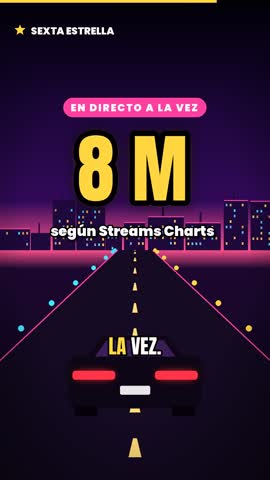 SEXTA ESTRELLA
EN DIRECTO A LA VEZ
8 M
según Streams Charts
LA VEZ.